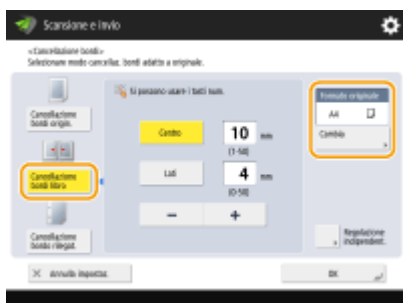 Scansione e Invio
<Cancellazione bordi>
Selezionare modo cancellaz. bordi adatto a originale.
Si possono usare i tasti num.
Cancellazione
bordi origin.
Cancellazione
bordi libro
Cancellazione
bordo rilegat.
Centro
10 mm
(1-50)
Lati
4 mm
(0-50)
−
+
Formato originale
A4
Cambia
Regolazione
independent.
× Annulla impostaz.
OK